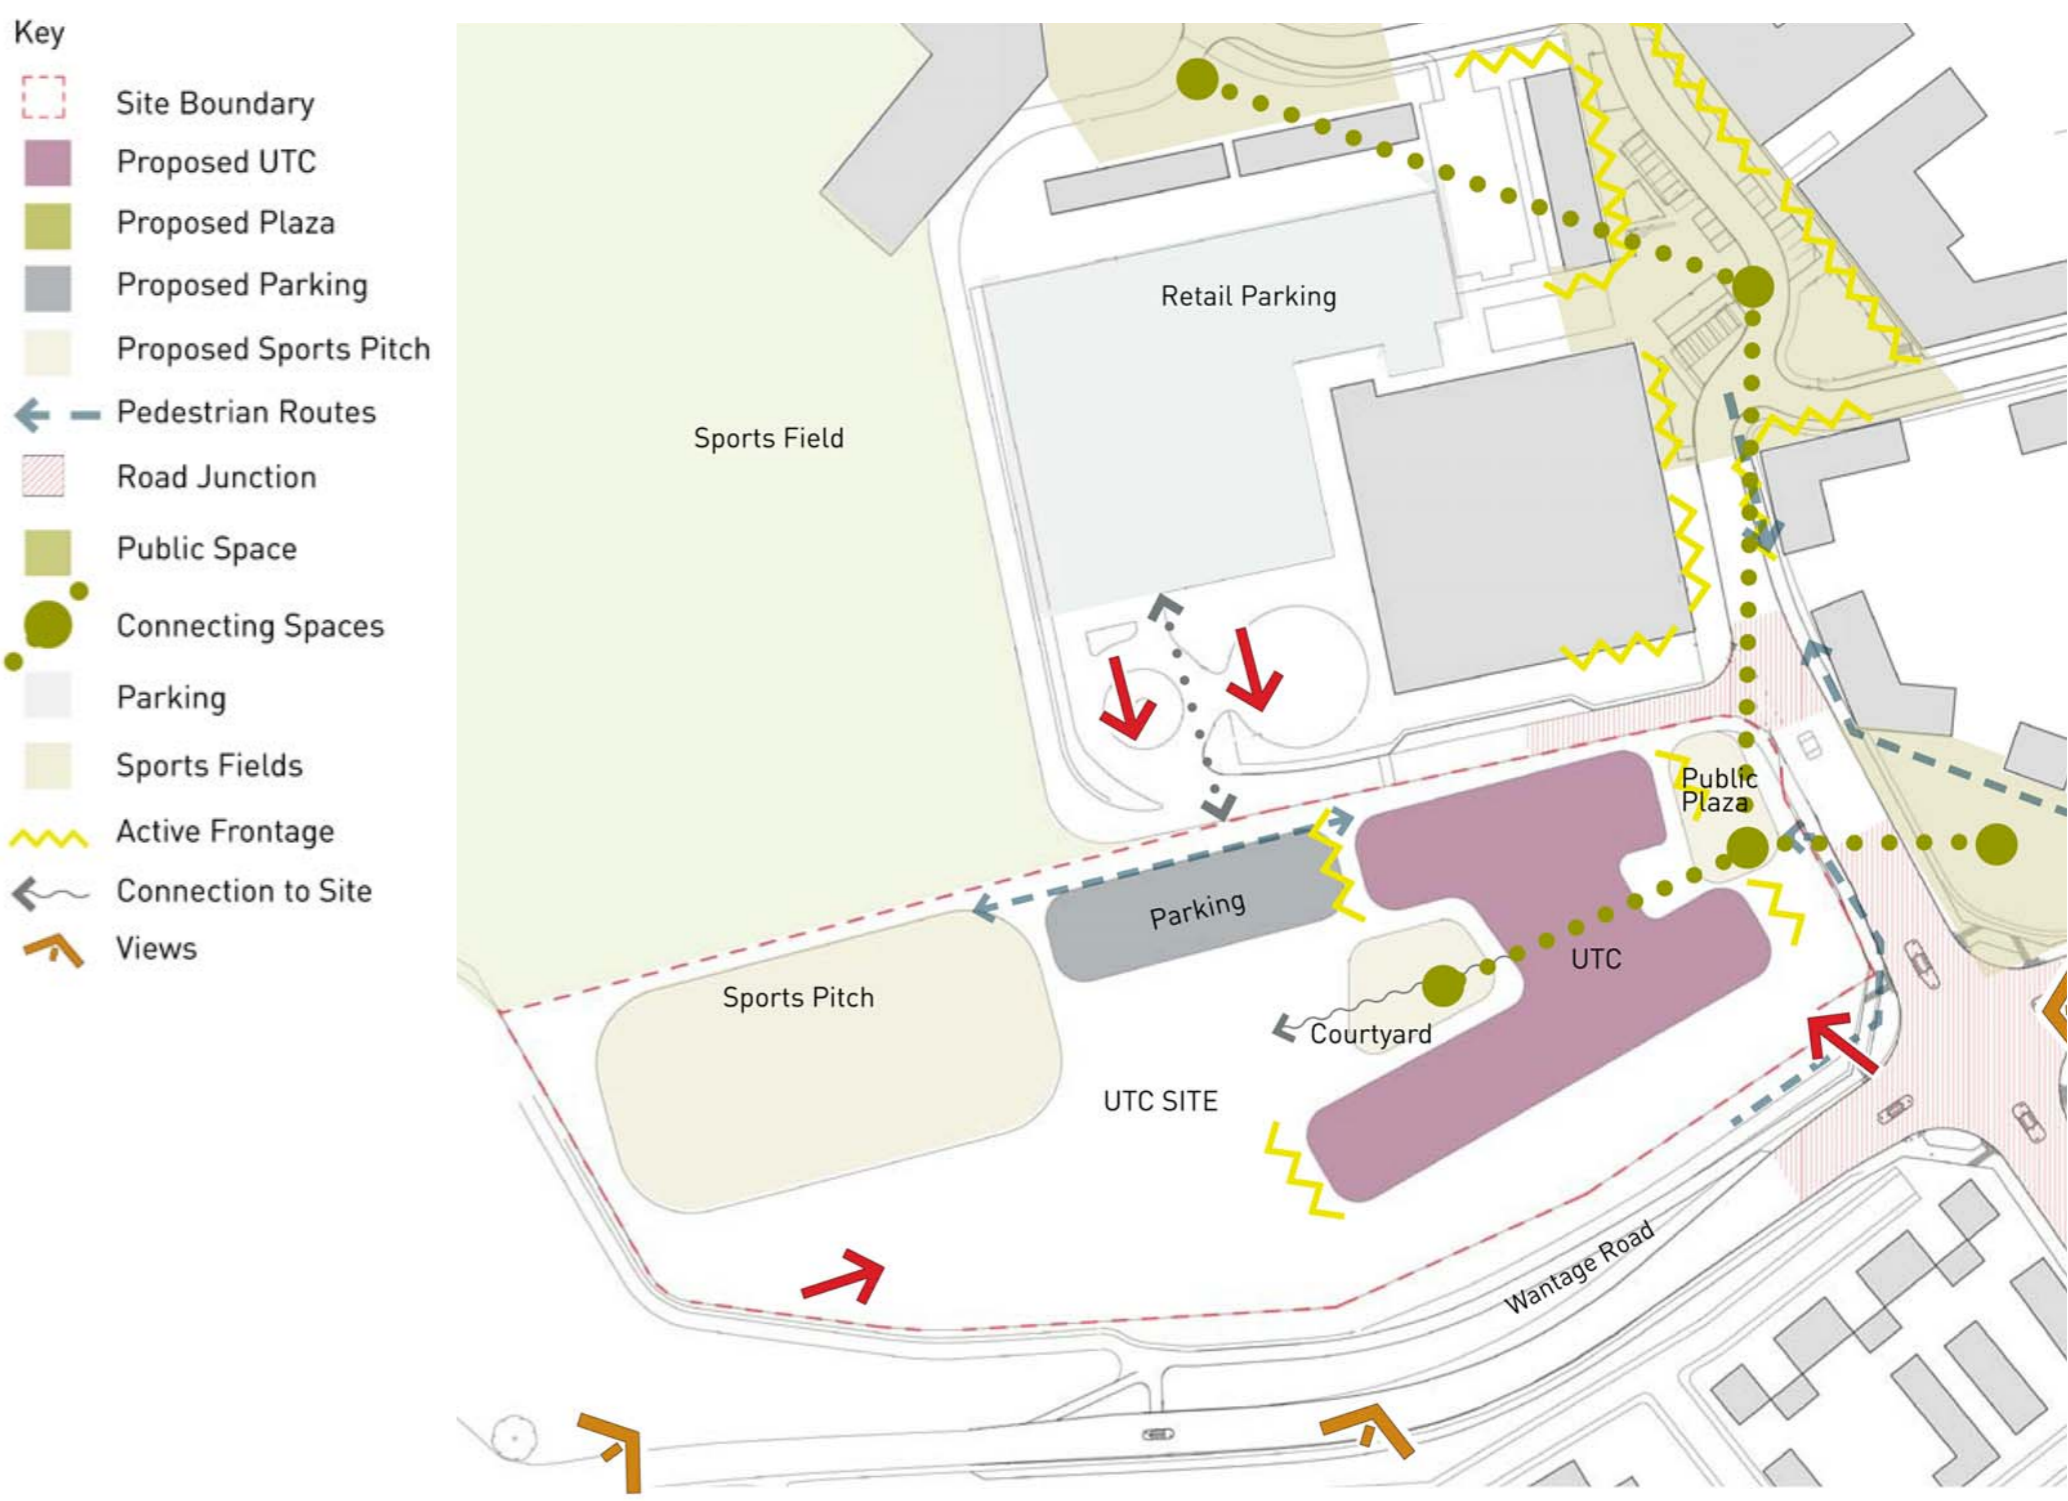 Key
Site Boundary
Proposed UTC
Proposed Plaza
Proposed Parking
Proposed Sports Pitch
Pedestrian Routes
Road Junction
Public Space
Connecting Spaces
Parking
Sports Fields
Active Frontage
Connection to Site
Views
Retail Parking
Sports Field
Public
Plaza
Parking
UTC
Sports Pitch
Courtyard
UTC SITE
Wantage Road